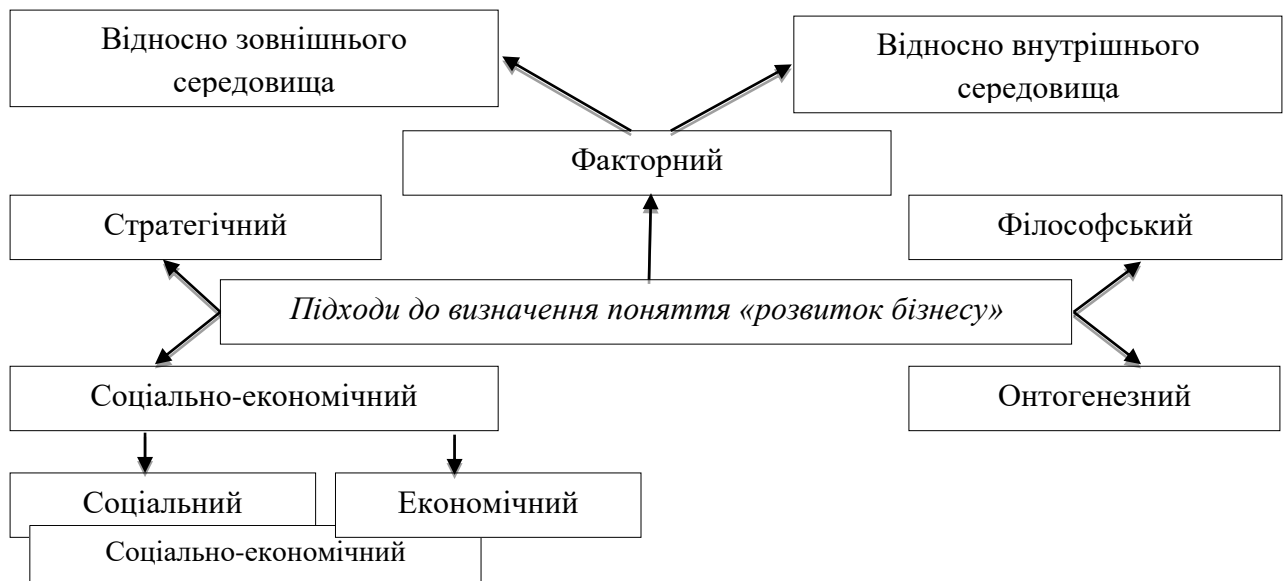 Відносно зовнішнього
середовища
Відносно внутрішнього
середовища
Факторний
Стратегічний
Філософський
Підходи до визначення поняття «розвиток бізнесу»
Соціально-економічний
Онтогенезний
Соціальний
Економічний
Соціально-економічний